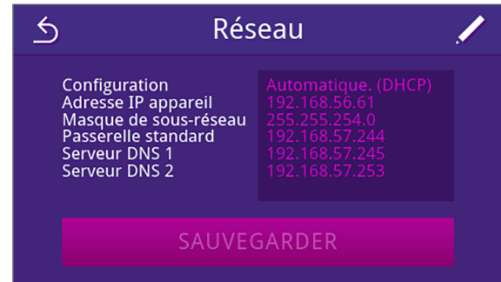 Réseau
Configuration Automatique. (DHCP)
Adresse IP appareil 192.168.56.61
Masque de sous-réseau 255.255.254.0
Passerelle standard 192.168.57.244
Serveur DNS 1 192.168.57.245
Serveur DNS 2 192.168.57.253
SAUVEGARDER